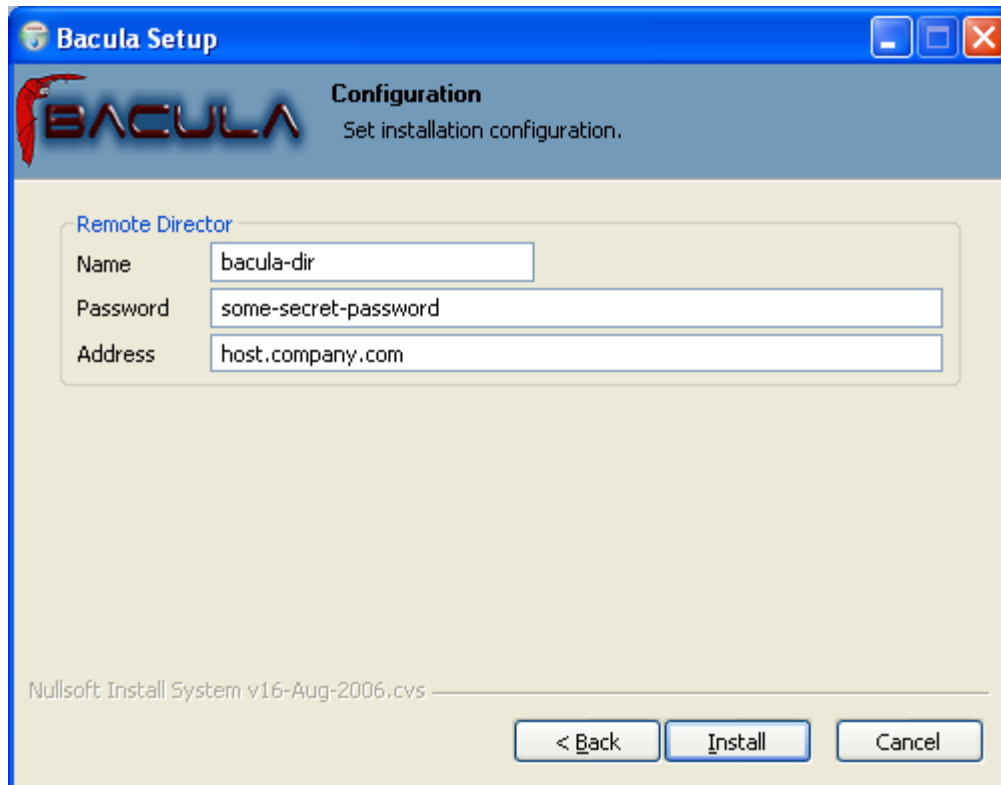 Bacula Setup
BACULA
Configuration
Set installation configuration.
Remote Director
Name bacula-dir
Password some-secret-password
Address host.company.com
Nullsoft Install System v16-Aug-2006.cvs
< Back Install Cancel